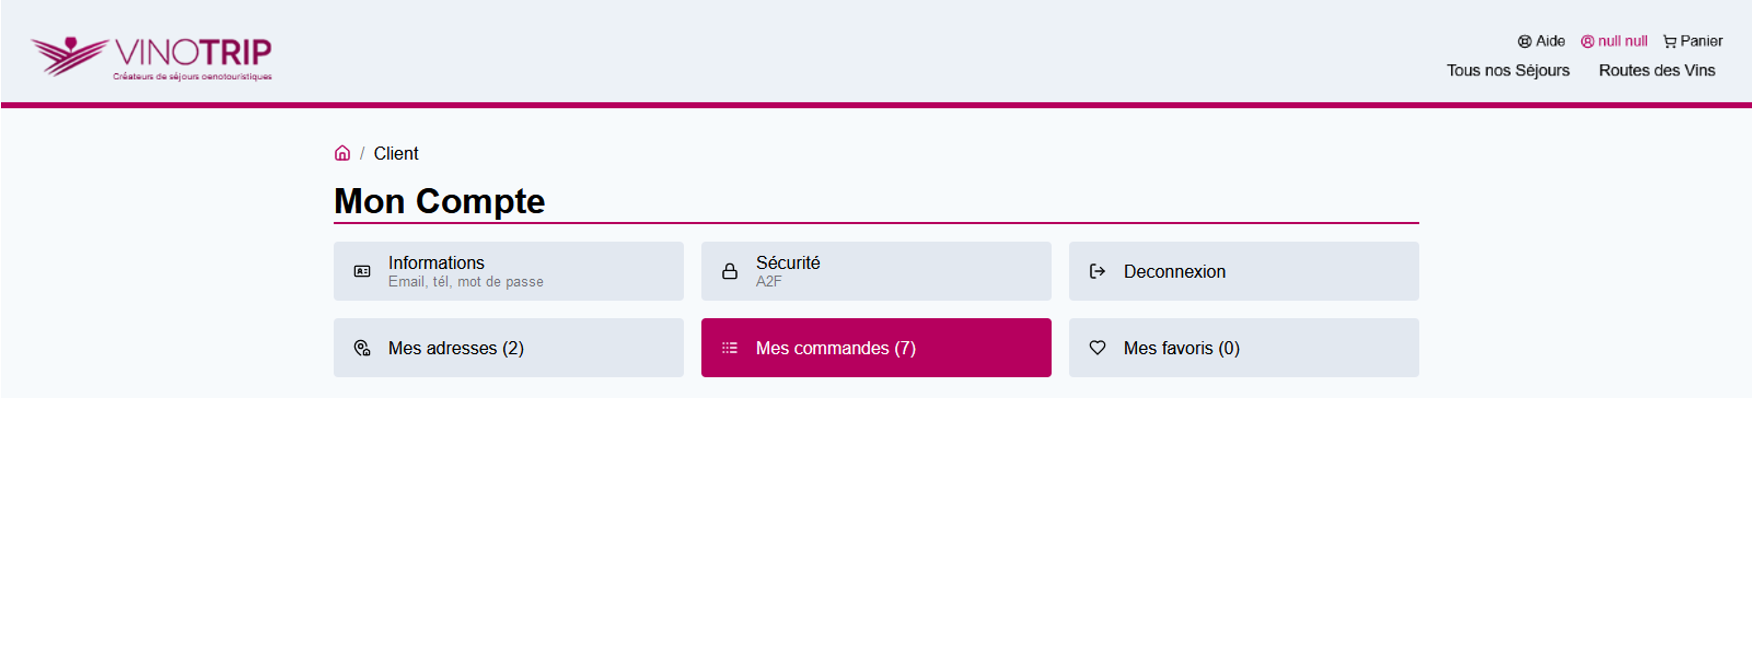 VINOTRIP
Créateurs de séjours oenotouristiques
Aide null null Panier
Tous nos Séjours Routes des Vins
/ Client
Mon Compte
Informations
Email, tél, mot de passe
Sécurité
A2F
Deconnexion
Mes adresses (2)
Mes commandes (7)
Mes favoris (0)